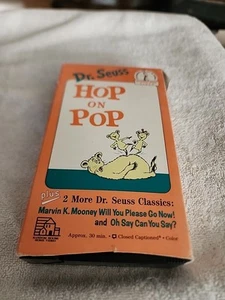 Dr. Seuss
HOP
ON
POP
plus
2 More Dr. Seuss Classics:
Marvin K. Mooney Will You Please Go Now!
and Oh Say Can You Say?
Approx. 30 min. • Closed Captioned* • Color